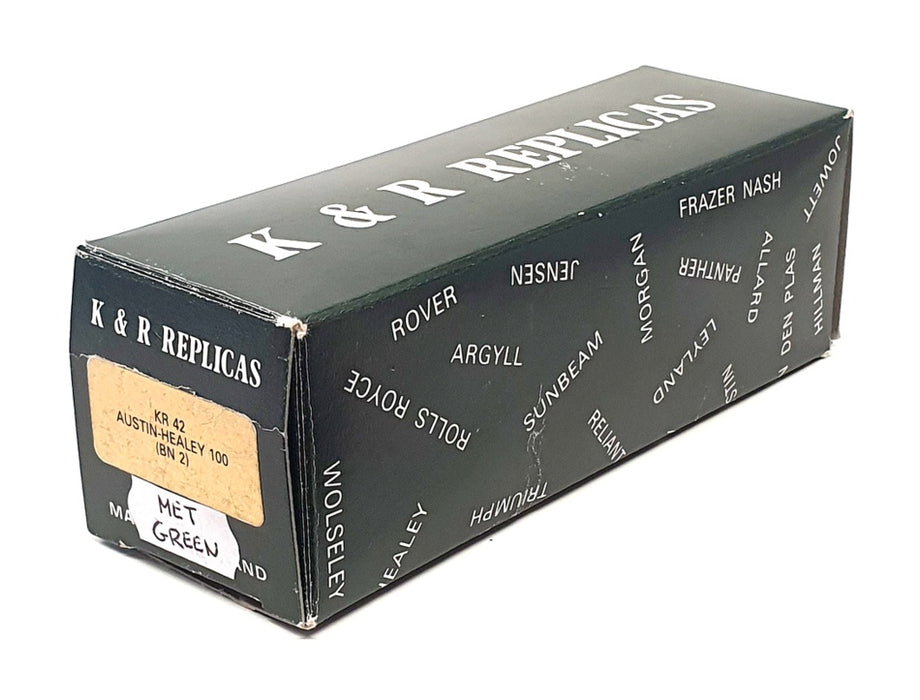 K & R REPLICAS
K & R REPLICAS
KR 42
AUSTIN-HEALEY 100
(BN 2)
MET
GREEN
JOWETT
FRAZER NASH
JENSEN
MORGAN
PANTHER
ALLARD
DEN PLAS
HILLMAN
ROVER
ARGYLL
SUNBEAM
LEYLAND
ROLLS ROYCE
RELIANT
WOLSELEY
TRIUMPH